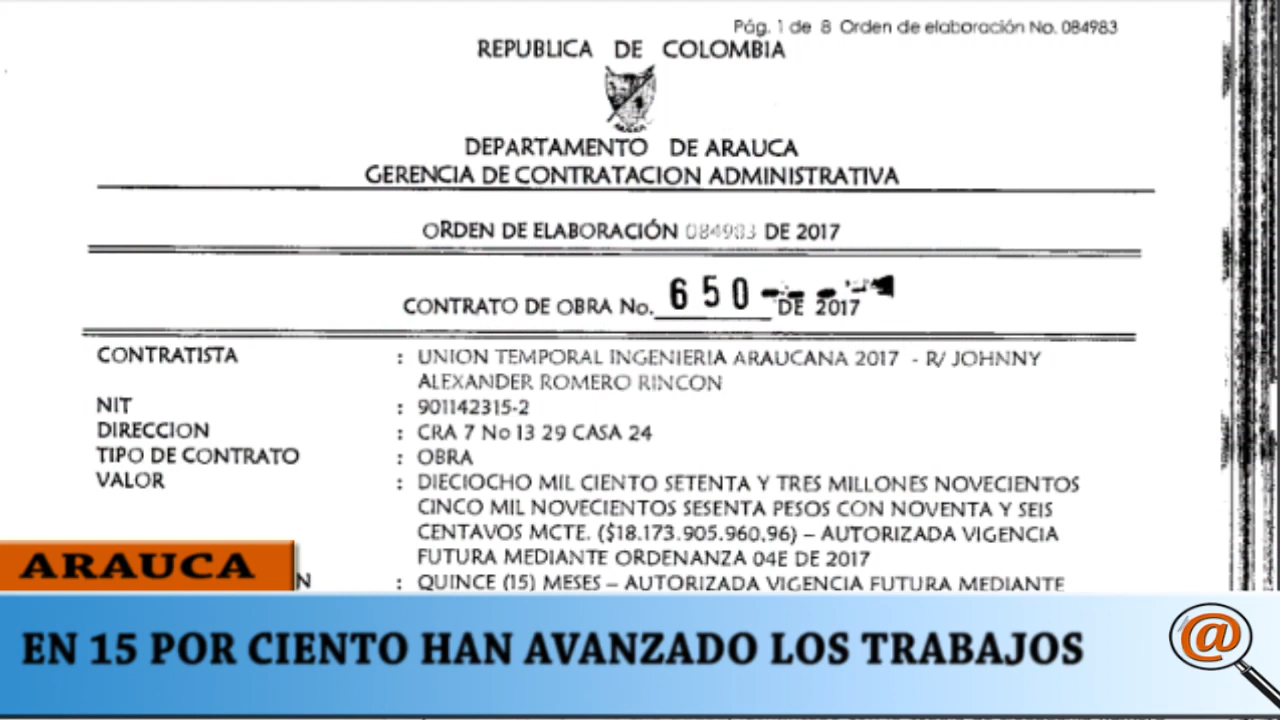 Pág. 1 de 8 Orden de elaboración No. 084983
REPUBLICA DE COLOMBIA
DEPARTAMENTO DE ARAUCA
GERENCIA DE CONTRATACION ADMINISTRATIVA
ORDEN DE ELABORACIÓN 084983 DE 2017
CONTRATO DE OBRA No. 650 DE 2017
CONTRATISTA : UNION TEMPORAL INGENIERIA ARAUCANA 2017 - R/ JOHNNY
ALEXANDER ROMERO RINCON
NIT : 901142315-2
DIRECCION : CRA 7 No 13 29 CASA 24
TIPO DE CONTRATO : OBRA
VALOR : DIECIOCHO MIL CIENTO SETENTA Y TRES MILLONES NOVECIENTOS
CINCO MIL NOVECIENTOS SESENTA PESOS CON NOVENTA Y SEIS
CENTAVOS MCTE. ($18.173.905.960,96) – AUTORIZADA VIGENCIA
FUTURA MEDIANTE ORDENANZA 04E DE 2017
N : QUINCE (15) MESES – AUTORIZADA VIGENCIA FUTURA MEDIANTE
ARAUCA
EN 15 POR CIENTO HAN AVANZADO LOS TRABAJOS
@